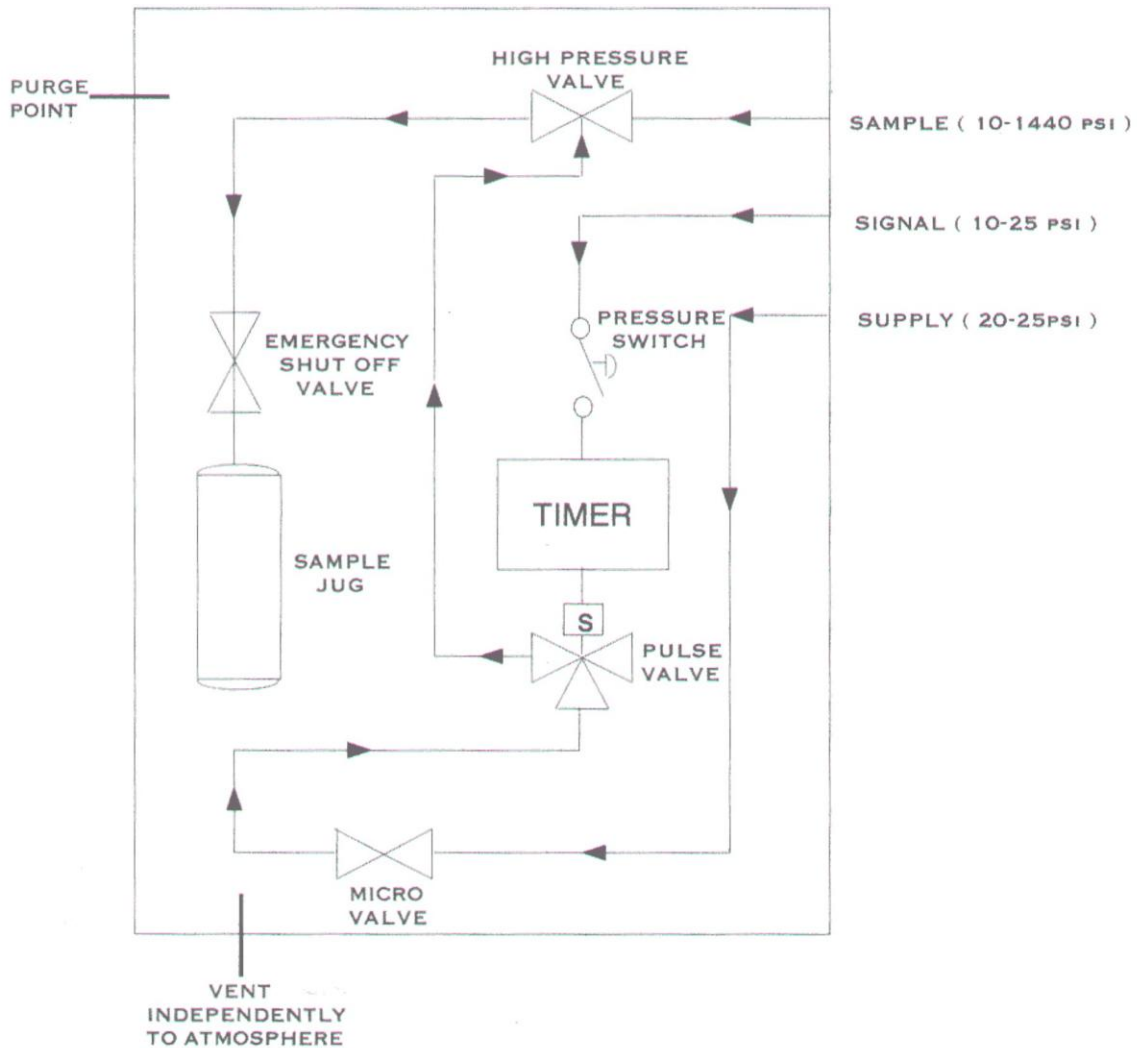 HIGH PRESSURE
VALVE
PURGE
POINT
SAMPLE ( 10-1440 PSI)
SIGNAL ( 10-25 PSI )
SUPPLY ( 20-25PSI)
PRESSURE
SWITCH
EMERGENCY
SHUT OFF
VALVE
TIMER
SAMPLE
JUG
S
PULSE
VALVE
MICRO
VALVE
VENT
INDEPENDENTLY
TO ATMOSPHERE